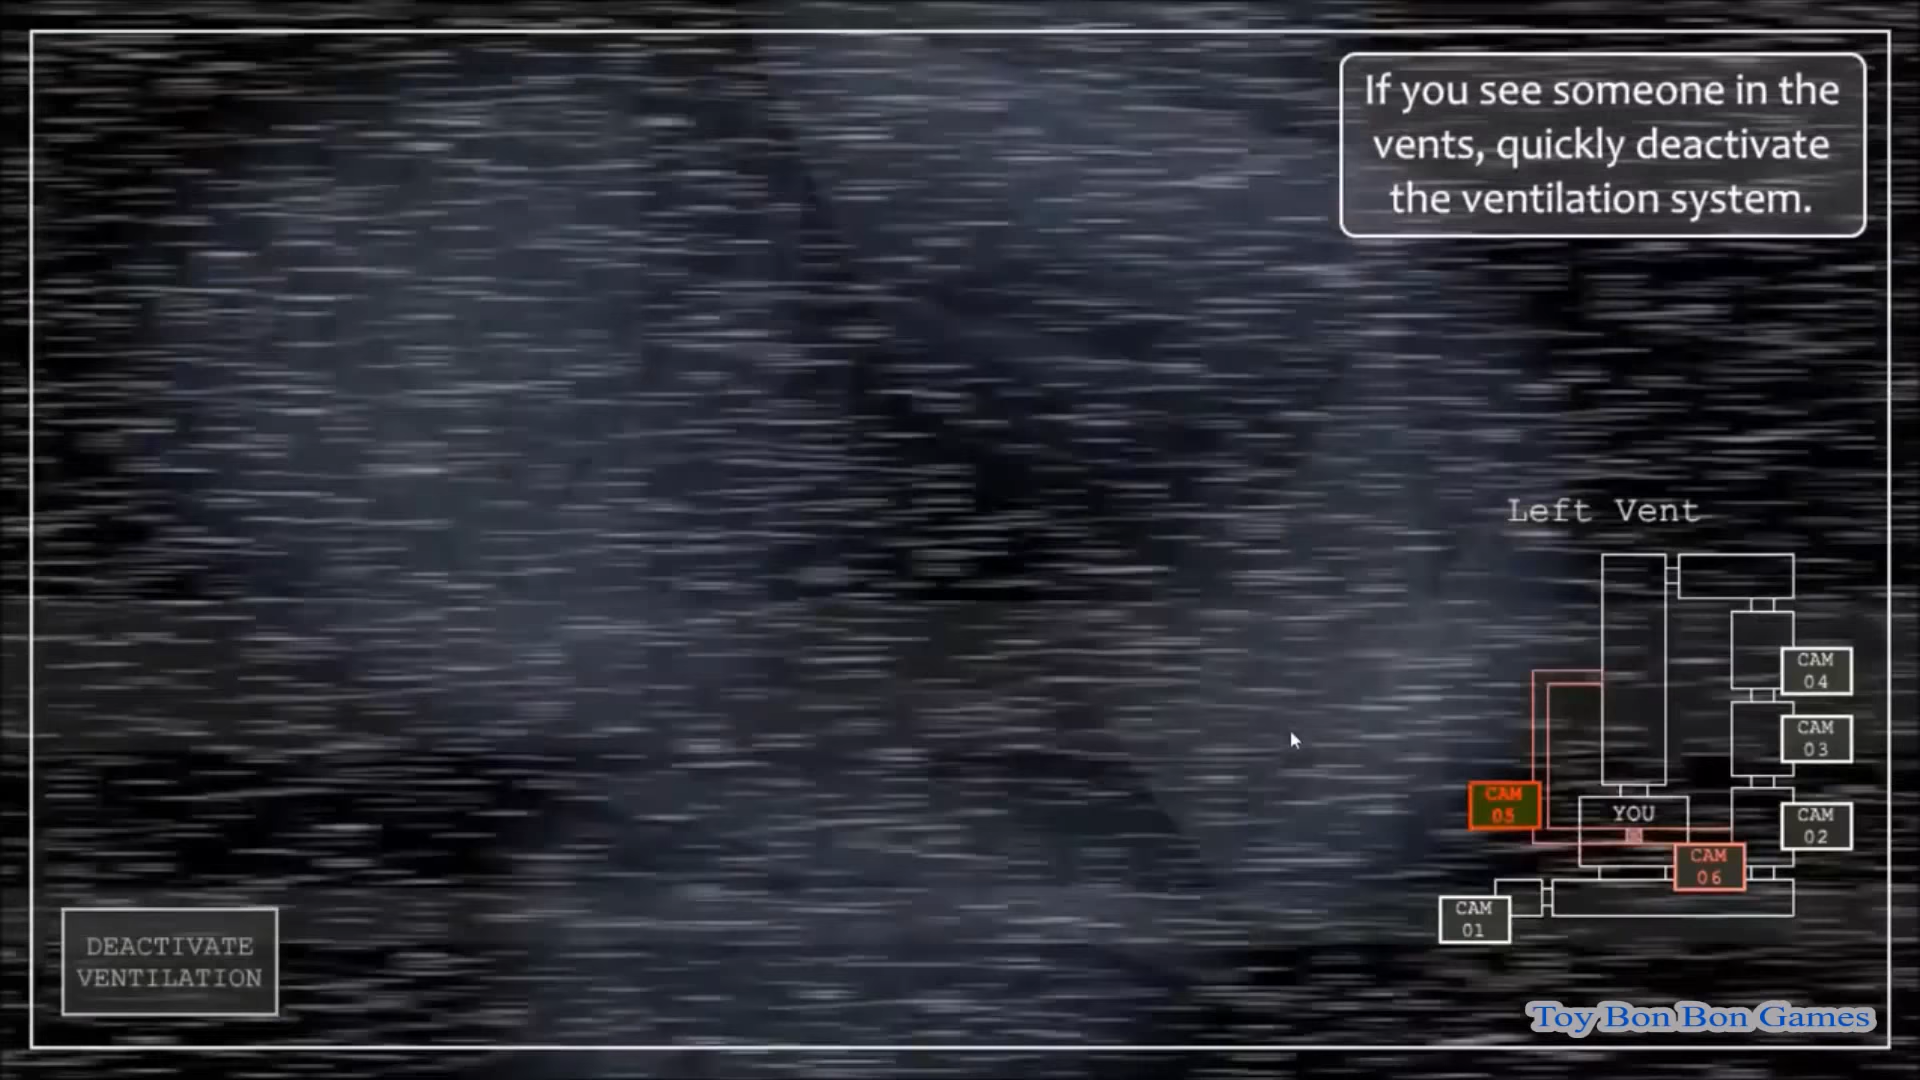 If you see someone in the
vents, quickly deactivate
the ventilation system.
Left Vent
CAM
04
CAM
03
CAM
05
YOU
CAM
02
CAM
06
CAM
01
DEACTIVATE
VENTILATION
Toy Bon Bon Games